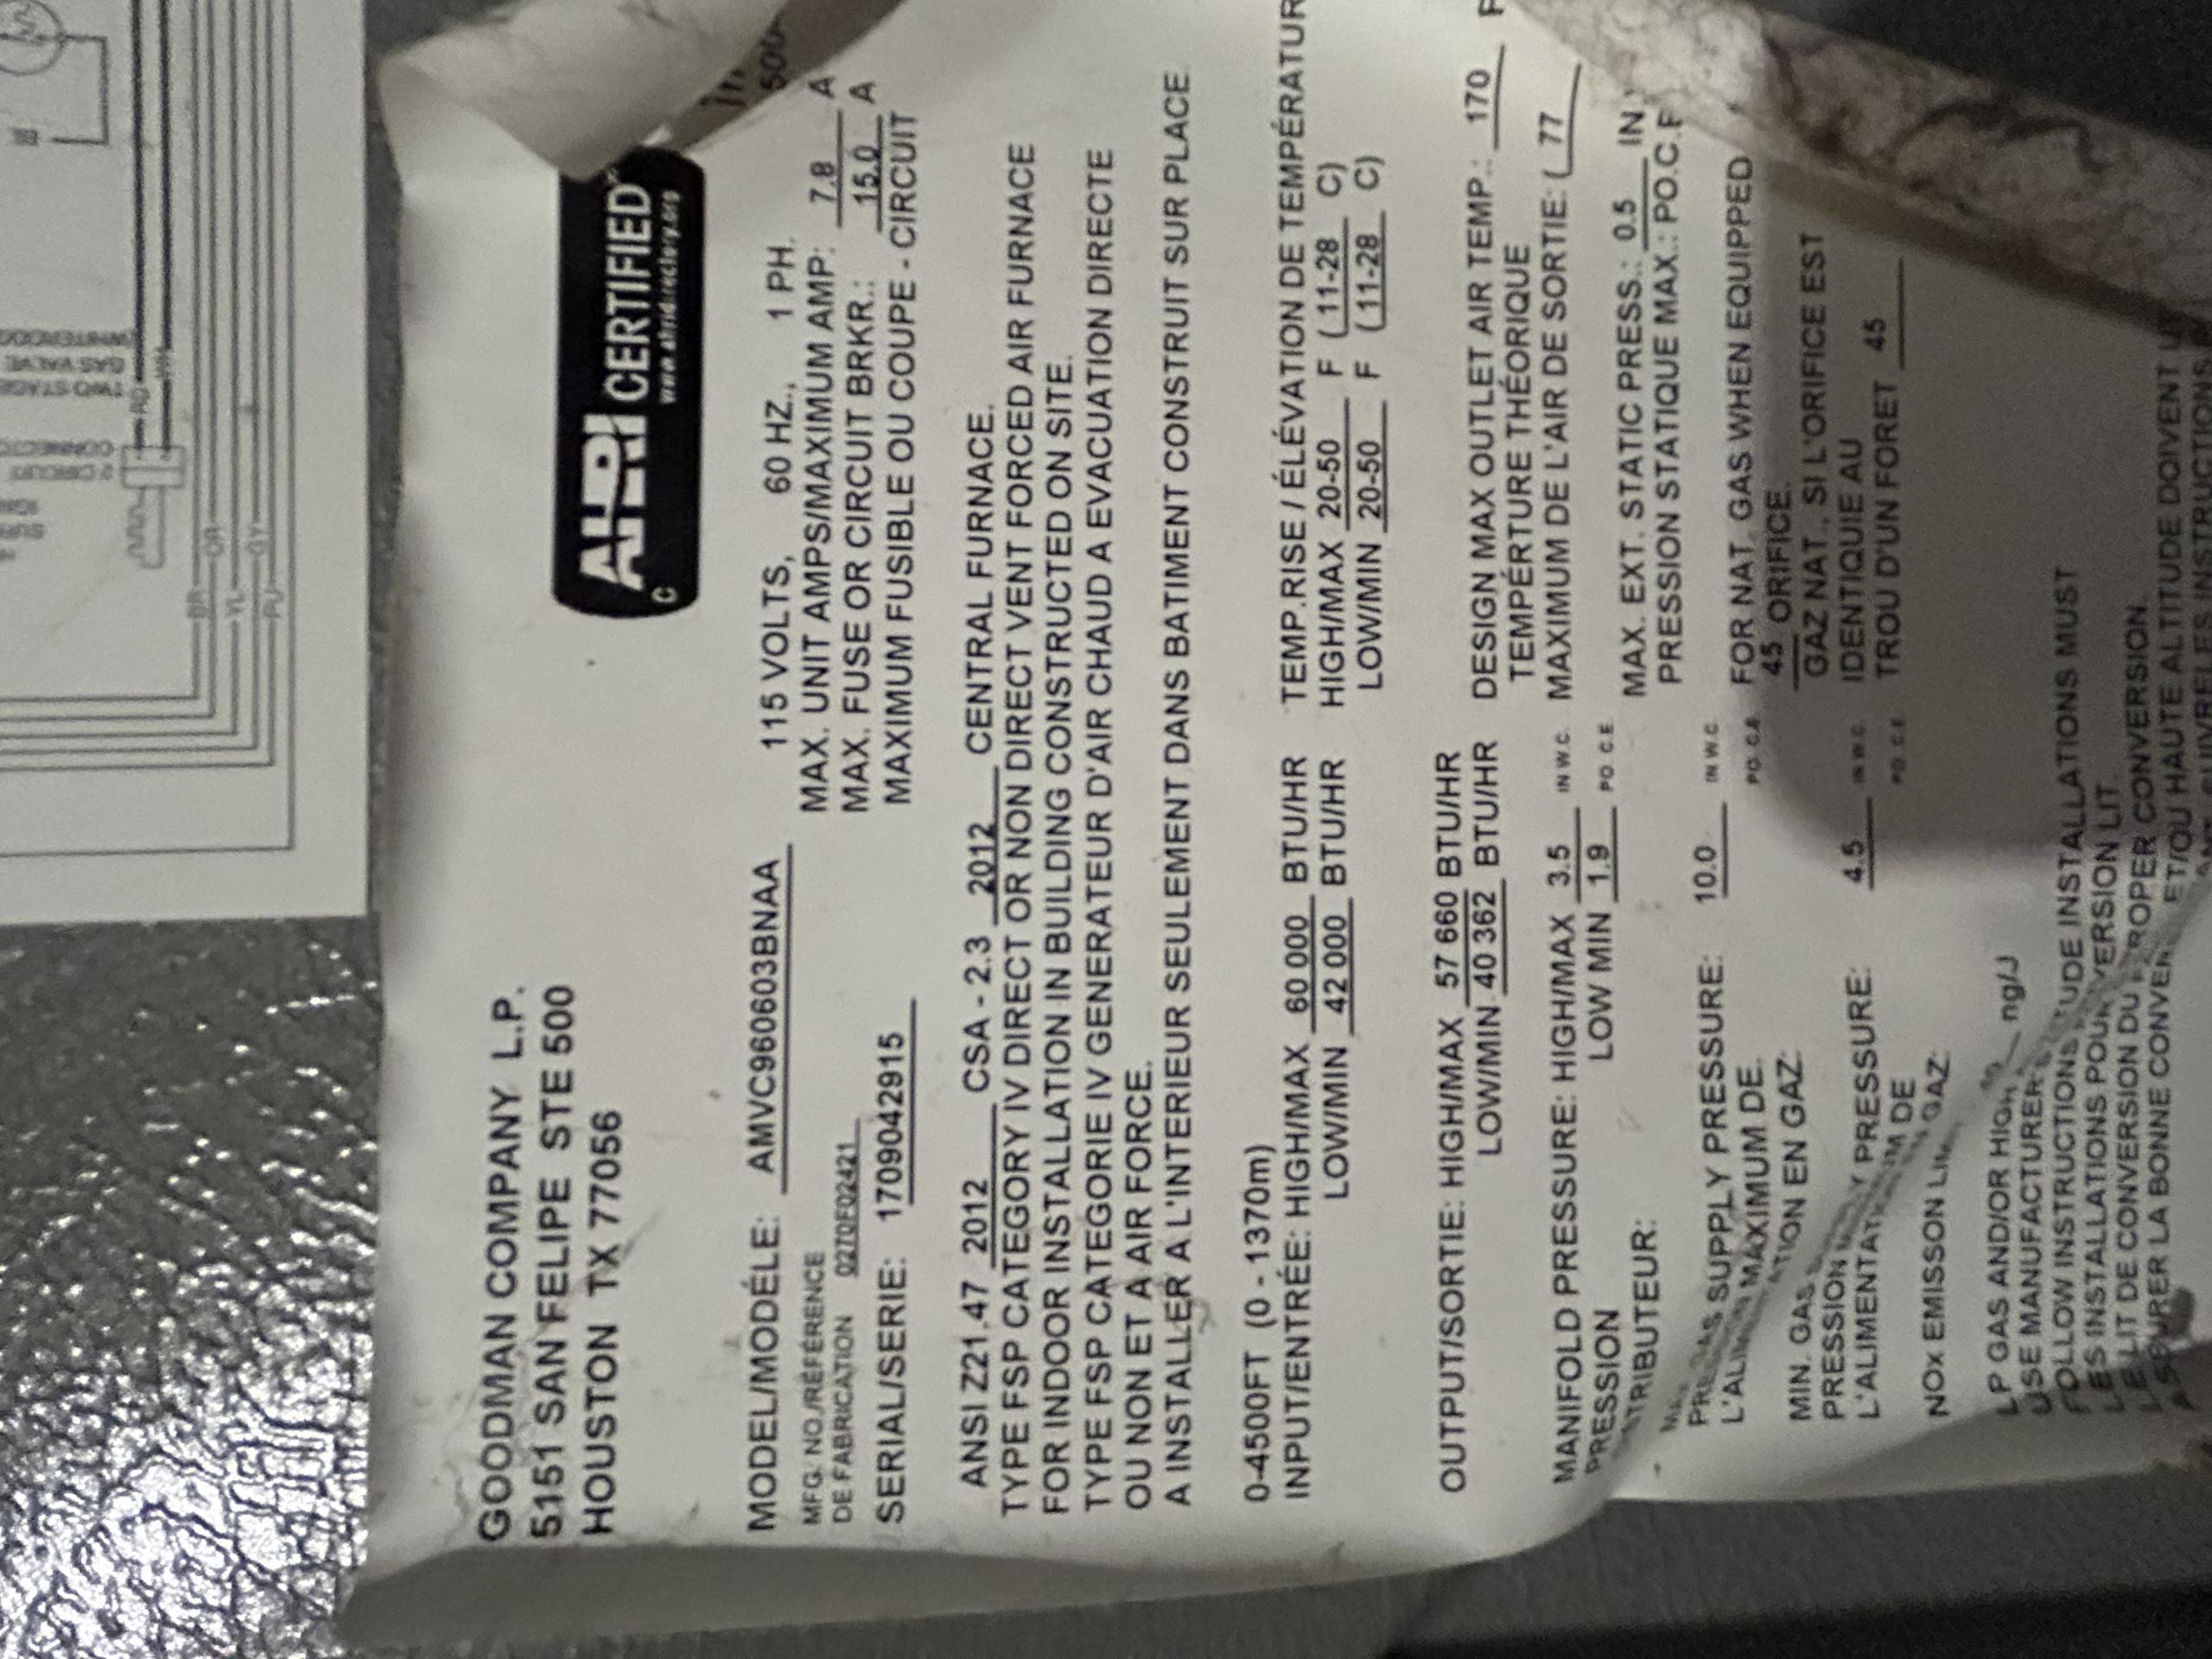 GOODMAN COMPANY L.P.
5151 SAN FELIPE STE 500
HOUSTON TX 77056
C AHRI CERTIFIED
www.ahridirectory.org
MODEL/MODÉLE: AMVC960603BNAA
MFG. NO./RÉFÉRENCE
DE FABRICATION 0270F02421
SERIAL/SERIE: 1709042915
115 VOLTS, 60 HZ., 1 PH.
MAX. UNIT AMPS/MAXIMUM AMP: 7.8 A
MAX. FUSE OR CIRCUIT BRKR.: 15.0 A
MAXIMUM FUSIBLE OU COUPE - CIRCUIT
ANSI Z21.47 2012 CSA - 2.3 2012 CENTRAL FURNACE.
TYPE FSP CATEGORY IV DIRECT OR NON DIRECT VENT FORCED AIR FURNACE
FOR INDOOR INSTALLATION IN BUILDING CONSTRUCTED ON SITE.
TYPE FSP CATEGORIE IV GENERATEUR D'AIR CHAUD A EVACUATION DIRECTE
OU NON ET A AIR FORCE.
A INSTALLER A L'INTERIEUR SEULEMENT DANS BATIMENT CONSTRUIT SUR PLACE
0-4500FT (0 - 1370m)
INPUT/ENTRÉE: HIGH/MAX 60 000 BTU/HR
LOW/MIN 42 000 BTU/HR
TEMP.RISE / ÉLÉVATION DE TEMPÉRATUR
HIGH/MAX 20-50 F (11-28 C)
LOW/MIN 20-50 F (11-28 C)
OUTPUT/SORTIE: HIGH/MAX 57 660 BTU/HR
LOW/MIN 40 362 BTU/HR
DESIGN MAX OUTLET AIR TEMP.: 170 F
TEMPÉRTURE THÉORIQUE
MAXIMUM DE L'AIR DE SORTIE: ( 77
MANIFOLD PRESSURE: HIGH/MAX 3.5 IN W.C.
PRESSION LOW MIN 1.9 PO C.E
MAX. EXT. STATIC PRESS.: 0.5 IN
PRESSION STATIQUE MAX.: PO.C.E
PRESSION SUPPLY PRESSURE: 10.0 IN W.C.
MAXIMUM DE
EN GAZ:
FOR NAT. GAS WHEN EQUIPPED
45 ORIFICE.
GAZ NAT., SI L'ORIFICE EST
IDENTIQUIE AU
TROU D'UN FORET 45
MIN. GAS PRESSURE: 4.5 IN W.C.
PRESSION DE PO. C.E.
NOx EMISSON GAZ: ng/J
LP GAS AND/OR HIGH INSTALLATIONS MUST
USE MANUFACTURER
FOLLOW INSTRUCTIONS PROPER CONVERSION.
LES INSTALLATIONS ET/OU HAUTE ALTITUDE DOIVENT
DE CONVERSION DU
ASSURER LA BONNE